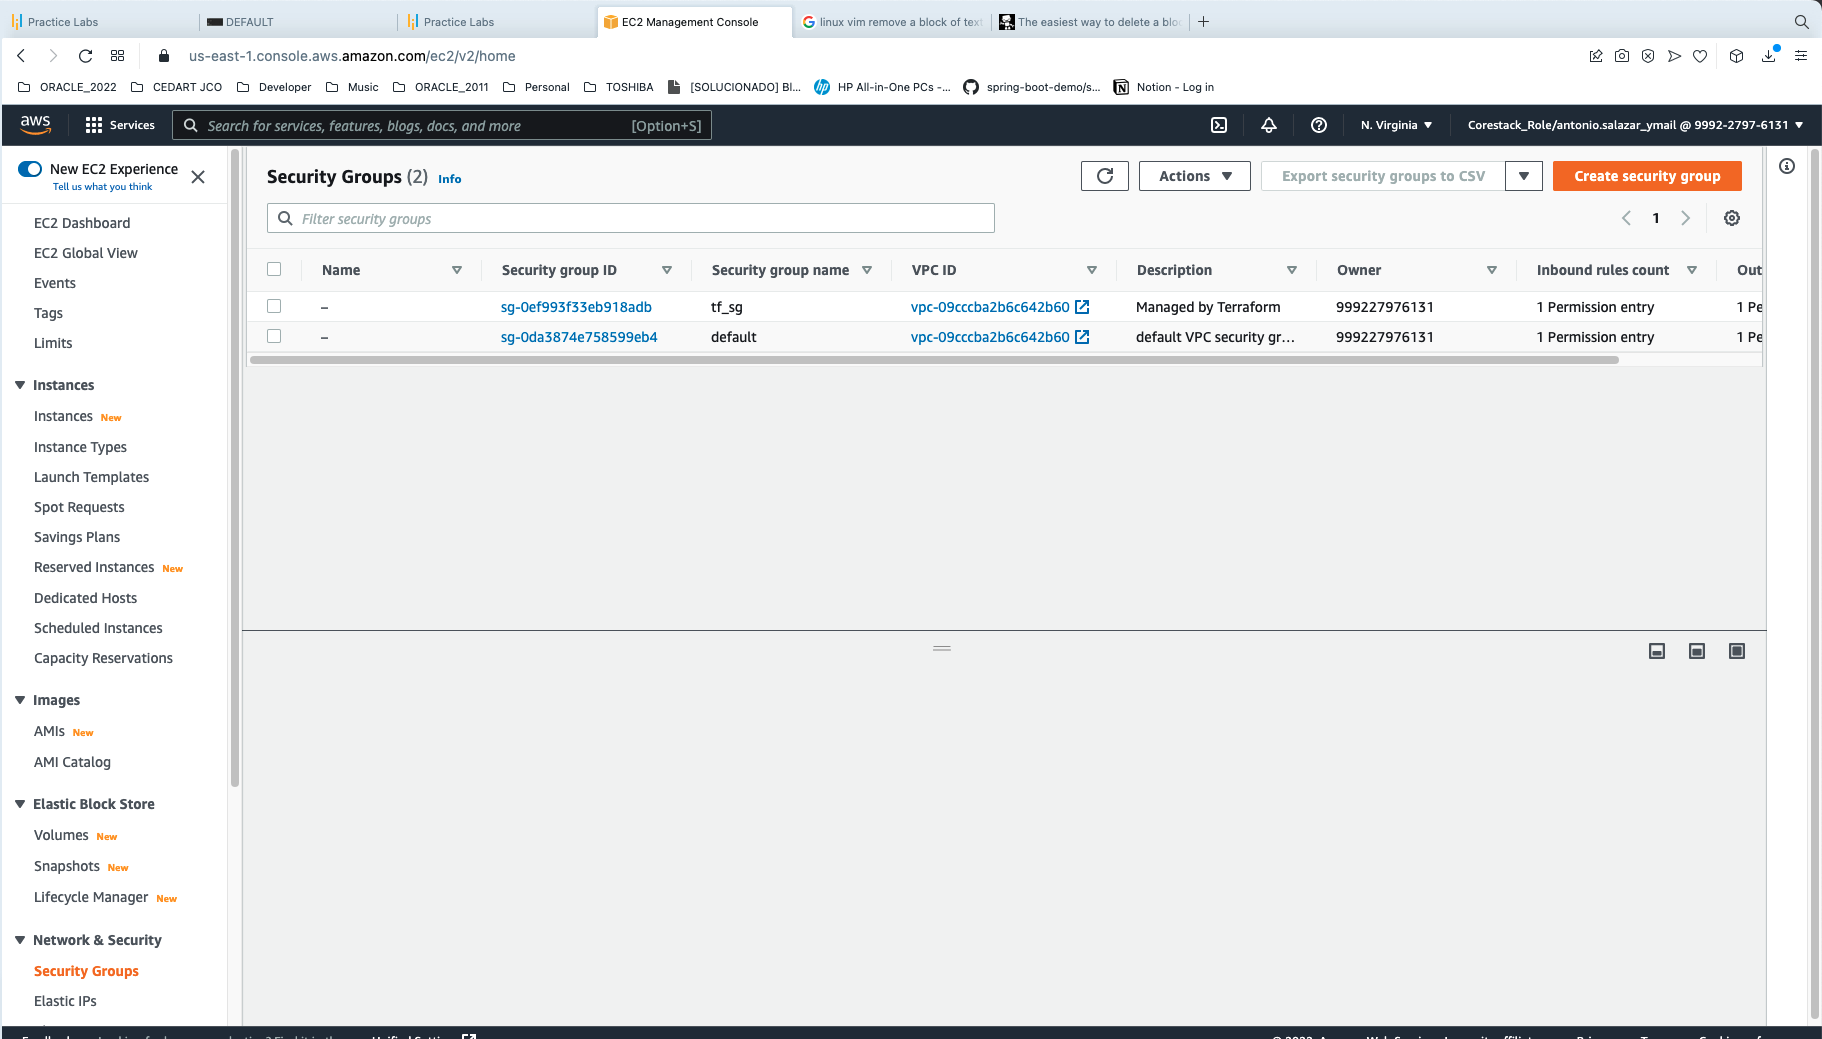 Practice Labs
DEFAULT
Practice Labs
EC2 Management Console
linux vim remove a block of text
The easiest way to delete a bloc
us-east-1.console.aws.amazon.com/ec2/v2/home
ORACLE_2022
CEDART JCO
Developer
Music
ORACLE_2011
Personal
TOSHIBA
[SOLUCIONADO] Bl...
HP All-in-One PCs -...
spring-boot-demo/s...
Notion - Log in
aws
Services
Search for services, features, blogs, docs, and more
[Option+S]
N. Virginia
Corestack_Role/antonio.salazar_ymail @ 9992-2797-6131
New EC2 Experience
Tell us what you think
EC2 Dashboard
EC2 Global View
Events
Tags
Limits
Instances
Instances New
Instance Types
Launch Templates
Spot Requests
Savings Plans
Reserved Instances New
Dedicated Hosts
Scheduled Instances
Capacity Reservations
Images
AMIs New
AMI Catalog
Elastic Block Store
Volumes New
Snapshots New
Lifecycle Manager New
Network & Security
Security Groups
Elastic IPs
Security Groups (2) Info
Actions
Export security groups to CSV
Create security group
Filter security groups
1
Name Security group ID Security group name VPC ID Description Owner Inbound rules count Out
– sg-0ef993f33eb918adb tf_sg vpc-09cccba2b6c642b60 Managed by Terraform 999227976131 1 Permission entry 1 Pe
– sg-0da3874e758599eb4 default vpc-09cccba2b6c642b60 default VPC security gr... 999227976131 1 Permission entry 1 Pe